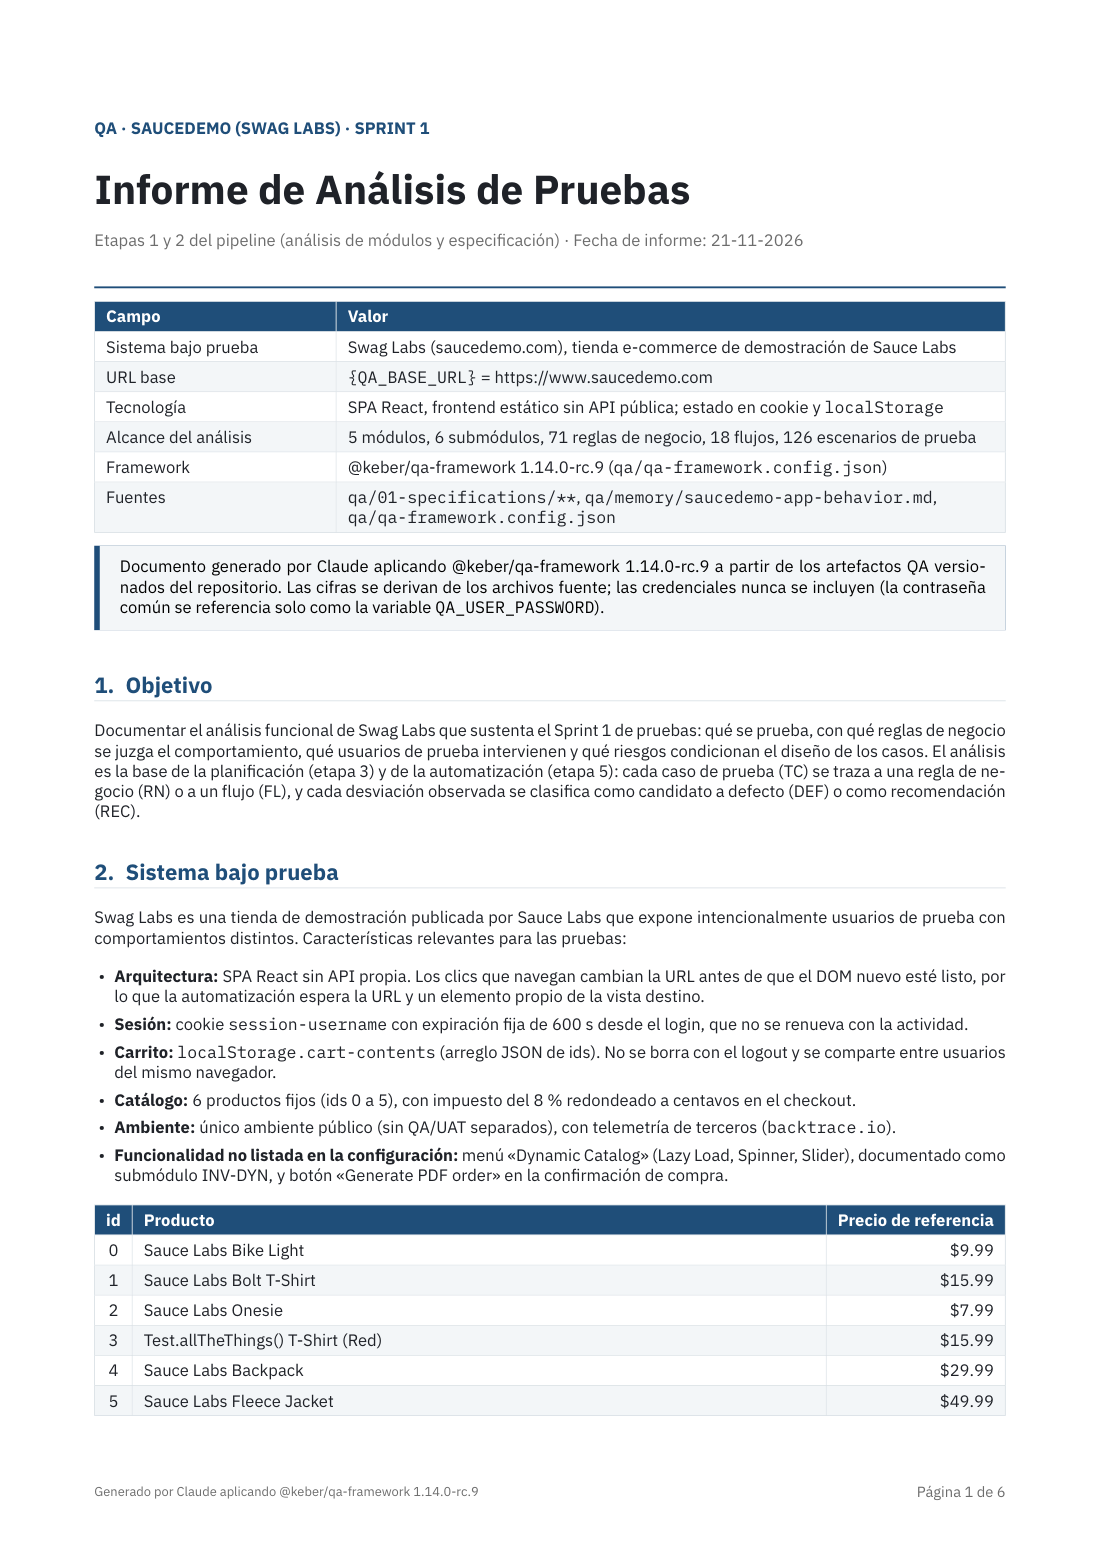 QA · SAUCEDEMO (SWAG LABS) · SPRINT 1
Informe de Análisis de Pruebas
Etapas 1 y 2 del pipeline (análisis de módulos y especificación) · Fecha de informe: 21-11-2026
Campo Valor
Sistema bajo prueba Swag Labs (saucedemo.com), tienda e-commerce de demostración de Sauce Labs
URL base {QA_BASE_URL} = https://www.saucedemo.com
Tecnología SPA React, frontend estático sin API pública; estado en cookie y localStorage
Alcance del análisis 5 módulos, 6 submódulos, 71 reglas de negocio, 18 flujos, 126 escenarios de prueba
Framework @keber/qa-framework 1.14.0-rc.9 (qa/qa-framework.config.json)
Fuentes qa/01-specifications/**, qa/memory/saucedemo-app-behavior.md,
qa/qa-framework.config.json
Documento generado por Claude aplicando @keber/qa-framework 1.14.0-rc.9 a partir de los artefactos QA versio-
nados del repositorio. Las cifras se derivan de los archivos fuente; las credenciales nunca se incluyen (la contraseña
común se referencia solo como la variable QA_USER_PASSWORD).
1. Objetivo
Documentar el análisis funcional de Swag Labs que sustenta el Sprint 1 de pruebas: qué se prueba, con qué reglas de negocio
se juzga el comportamiento, qué usuarios de prueba intervienen y qué riesgos condicionan el diseño de los casos. El análisis
es la base de la planificación (etapa 3) y de la automatización (etapa 5): cada caso de prueba (TC) se traza a una regla de ne-
gocio (RN) o a un flujo (FL), y cada desviación observada se clasifica como candidato a defecto (DEF) o como recomendación
(REC).
2. Sistema bajo prueba
Swag Labs es una tienda de demostración publicada por Sauce Labs que expone intencionalmente usuarios de prueba con
comportamientos distintos. Características relevantes para las pruebas:
• Arquitectura: SPA React sin API propia. Los clics que navegan cambian la URL antes de que el DOM nuevo esté listo, por
lo que la automatización espera la URL y un elemento propio de la vista destino.
• Sesión: cookie session-username con expiración fija de 600 s desde el login, que no se renueva con la actividad.
• Carrito: localStorage.cart-contents (arreglo JSON de ids). No se borra con el logout y se comparte entre usuarios
del mismo navegador.
• Catálogo: 6 productos fijos (ids 0 a 5), con impuesto del 8 % redondeado a centavos en el checkout.
• Ambiente: único ambiente público (sin QA/UAT separados), con telemetría de terceros (backtrace.io).
• Funcionalidad no listada en la configuración: menú «Dynamic Catalog» (Lazy Load, Spinner, Slider), documentado como
submódulo INV-DYN, y botón «Generate PDF order» en la confirmación de compra.
id Producto Precio de referencia
0 Sauce Labs Bike Light $9.99
1 Sauce Labs Bolt T-Shirt $15.99
2 Sauce Labs Onesie $7.99
3 Test.allTheThings() T-Shirt (Red) $15.99
4 Sauce Labs Backpack $29.99
5 Sauce Labs Fleece Jacket $49.99
Generado por Claude aplicando @keber/qa-framework 1.14.0-rc.9 Página 1 de 6